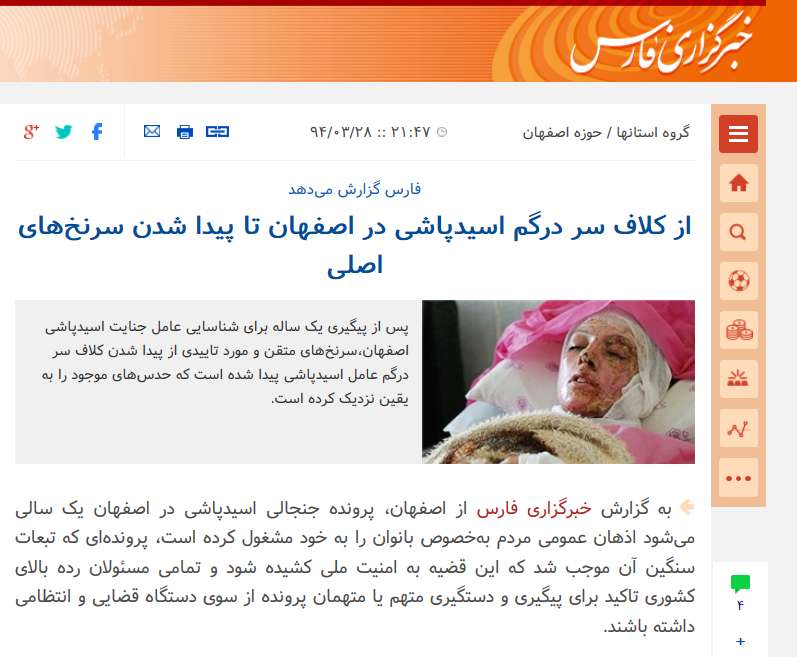 خبرگزاری فارس
گروه استانها / حوزه اصفهان
۹۴/۰۳/۲۸ :: ۲۱:۴۷
فارس گزارش می‌دهد
از کلاف سر درگم اسیدپاشی در اصفهان تا پیدا شدن سرنخ‌های
اصلی
پس از پیگیری یک ساله برای شناسایی عامل جنایت اسیدپاشی
اصفهان،سرنخ‌های متقن و مورد تاییدی از پیدا شدن کلاف سر
درگم عامل اسیدپاشی پیدا شده است که حدس‌های موجود را به
یقین نزدیک کرده است.
به گزارش خبرگزاری فارس از اصفهان، پرونده جنجالی اسیدپاشی در اصفهان یک سالی
می‌شود اذهان عمومی مردم به‌خصوص بانوان را به خود مشغول کرده است، پرونده‌ای که تبعات
سنگین آن موجب شد که این قضیه به امنیت ملی کشیده شود و تمامی مسئولان رده بالای
کشوری تاکید برای پیگیری و دستگیری متهم یا متهمان پرونده از سوی دستگاه قضایی و انتظامی
داشته باشند.
۴
+